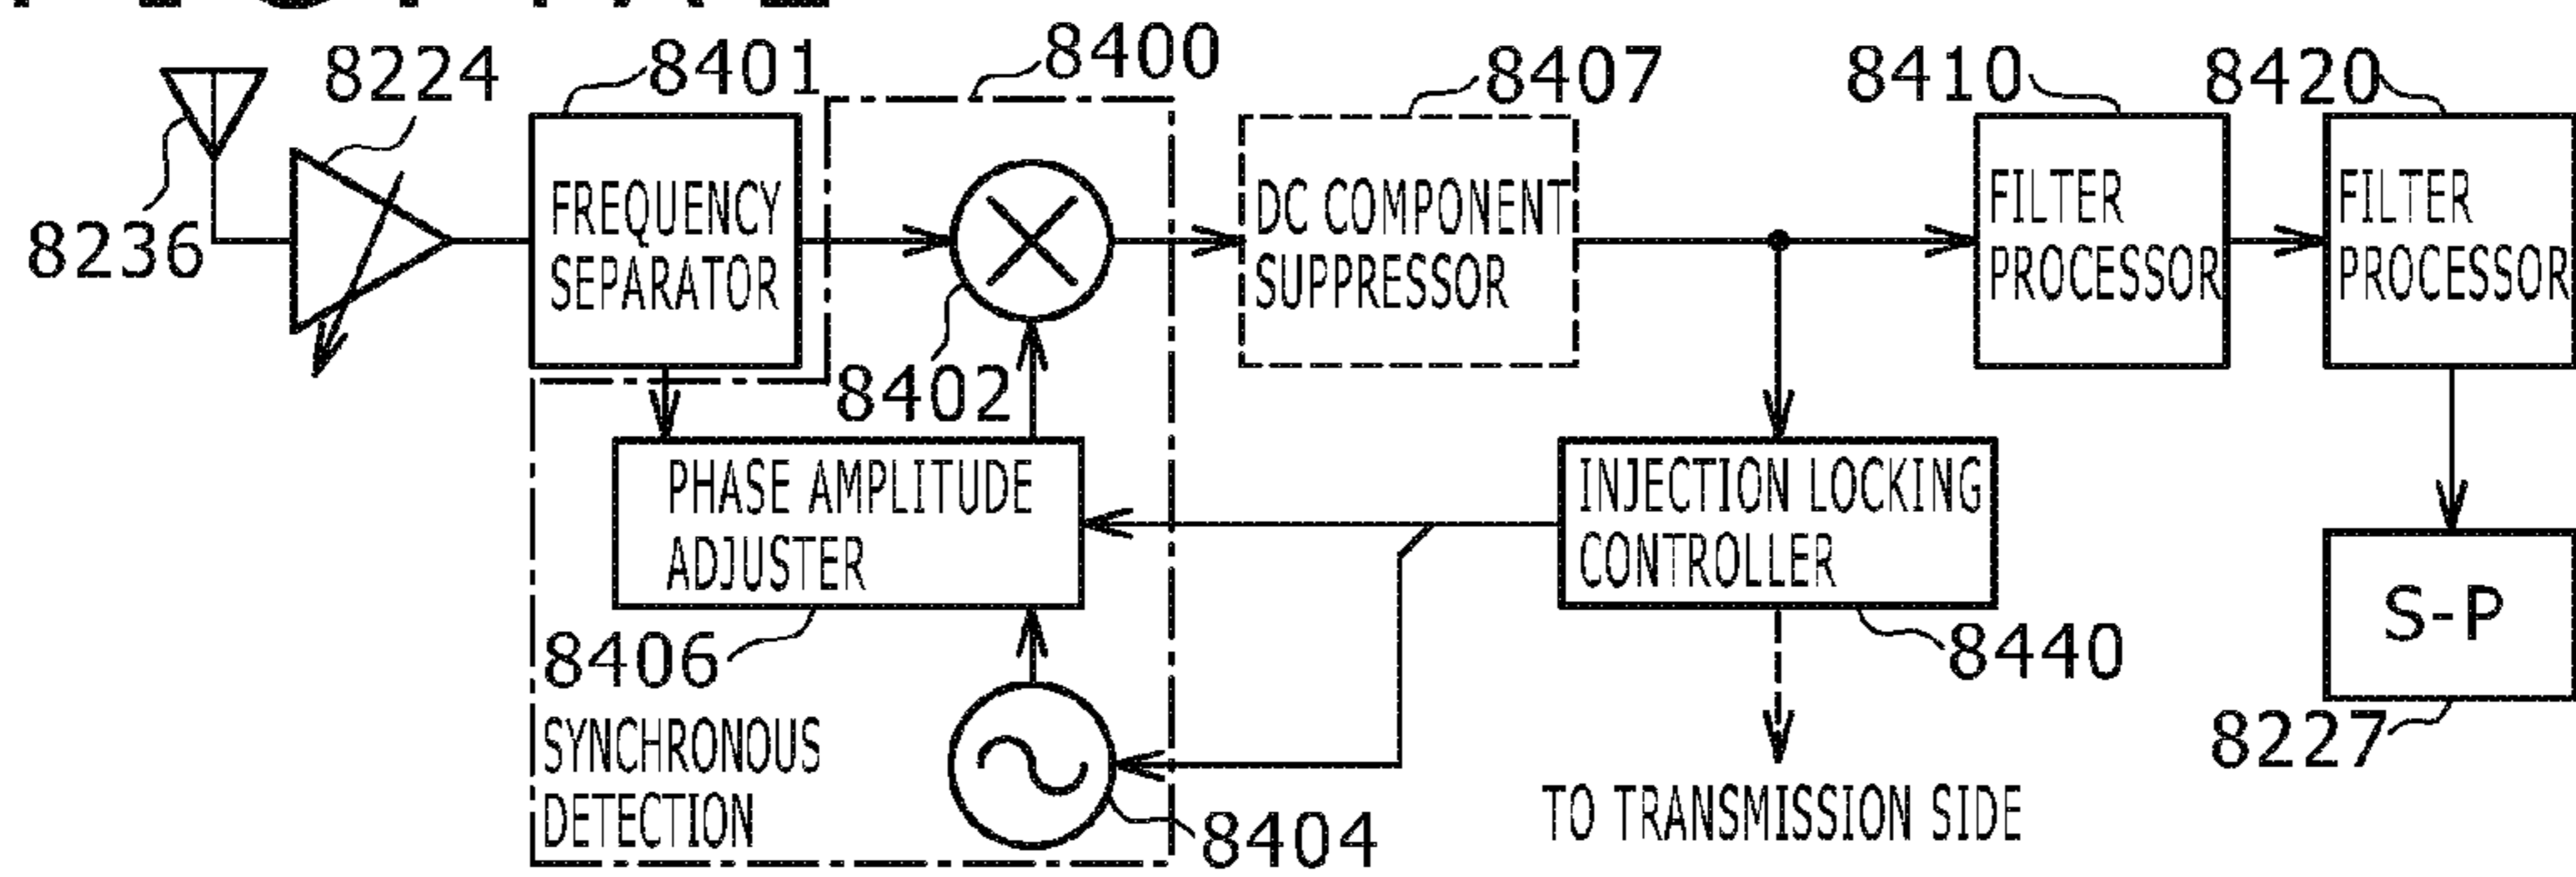 8236
8224
8401
8400
8407
8410
8420
FREQUENCY
SEPARATOR
DC COMPONENT
SUPPRESSOR
FILTER
PROCESSOR
FILTER
PROCESSOR
8402
PHASE AMPLITUDE
ADJUSTER
INJECTION LOCKING
CONTROLLER
S-P
8406
8440
8227
SYNCHRONOUS
DETECTION
8404
TO TRANSMISSION SIDE